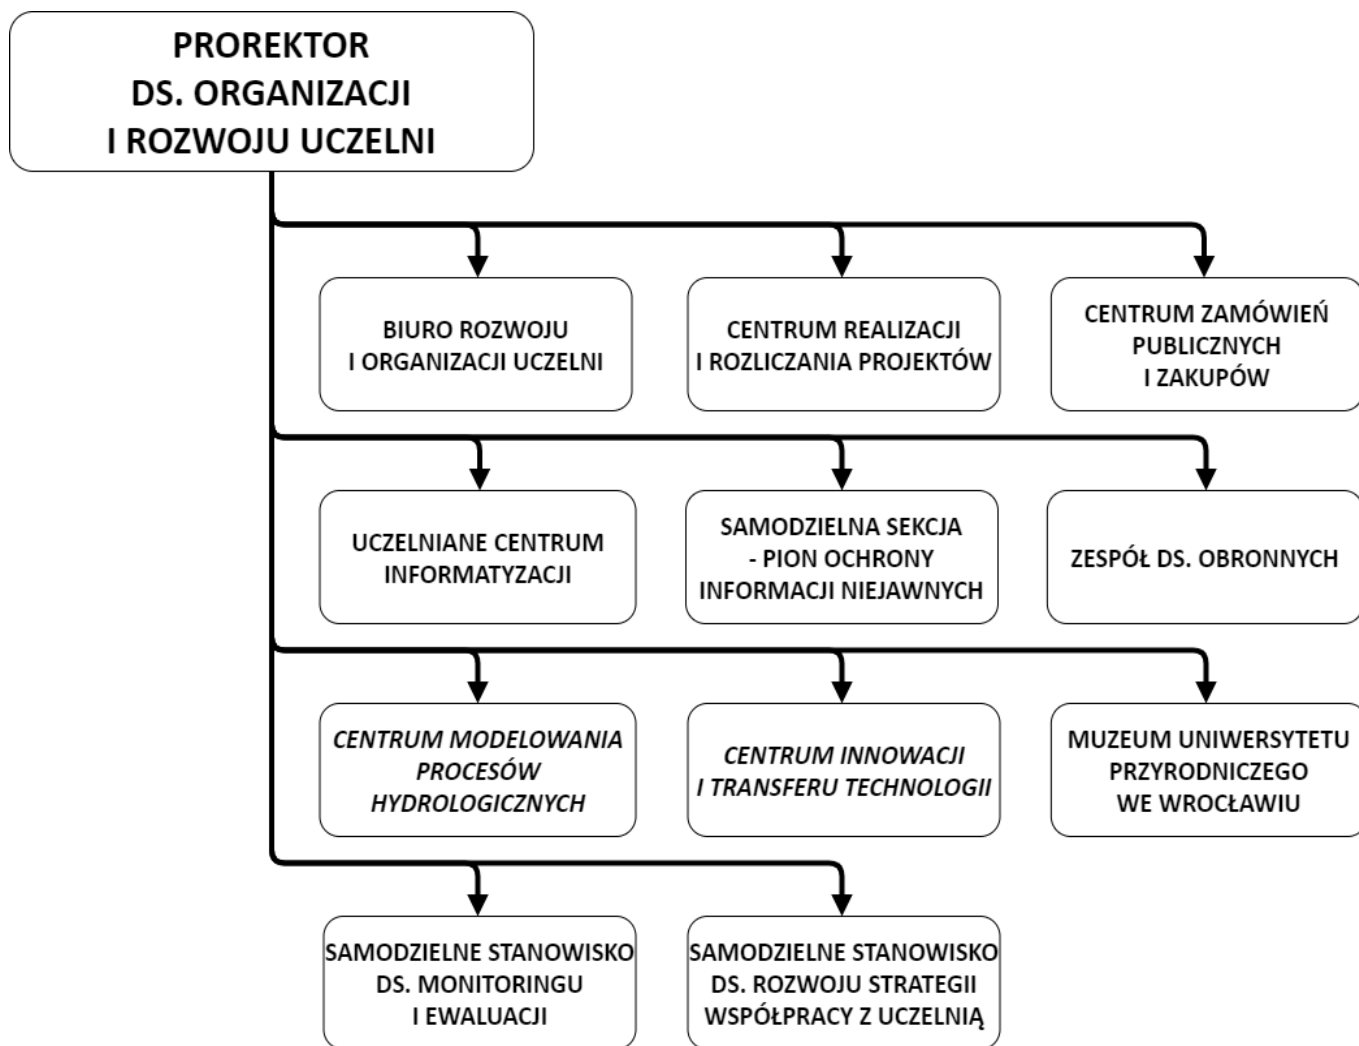 PROREKTOR
DS. ORGANIZACJI
I ROZWOJU UCZELNI
BIURO ROZWOJU
I ORGANIZACJI UCZELNI
CENTRUM REALIZACJI
I ROZLICZANIA PROJEKTÓW
CENTRUM ZAMÓWIEŃ
PUBLICZNYCH
I ZAKUPÓW
UCZELNIANE CENTRUM
INFORMATYZACJI
SAMODZIELNA SEKCJA
- PION OCHRONY
INFORMACJI NIEJAWNYCH
ZESPÓŁ DS. OBRONNYCH
CENTRUM MODELOWANIA
PROCESÓW
HYDROLOGICZNYCH
CENTRUM INNOWACJI
I TRANSFERU TECHNOLOGII
MUZEUM UNIWERSYTETU
PRZYRODNICZEGO
WE WROCŁAWIU
SAMODZIELNE STANOWISKO
DS. MONITORINGU
I EWALUACJI
SAMODZIELNE STANOWISKO
DS. ROZWOJU STRATEGII
WSPÓŁPRACY Z UCZELNIĄ